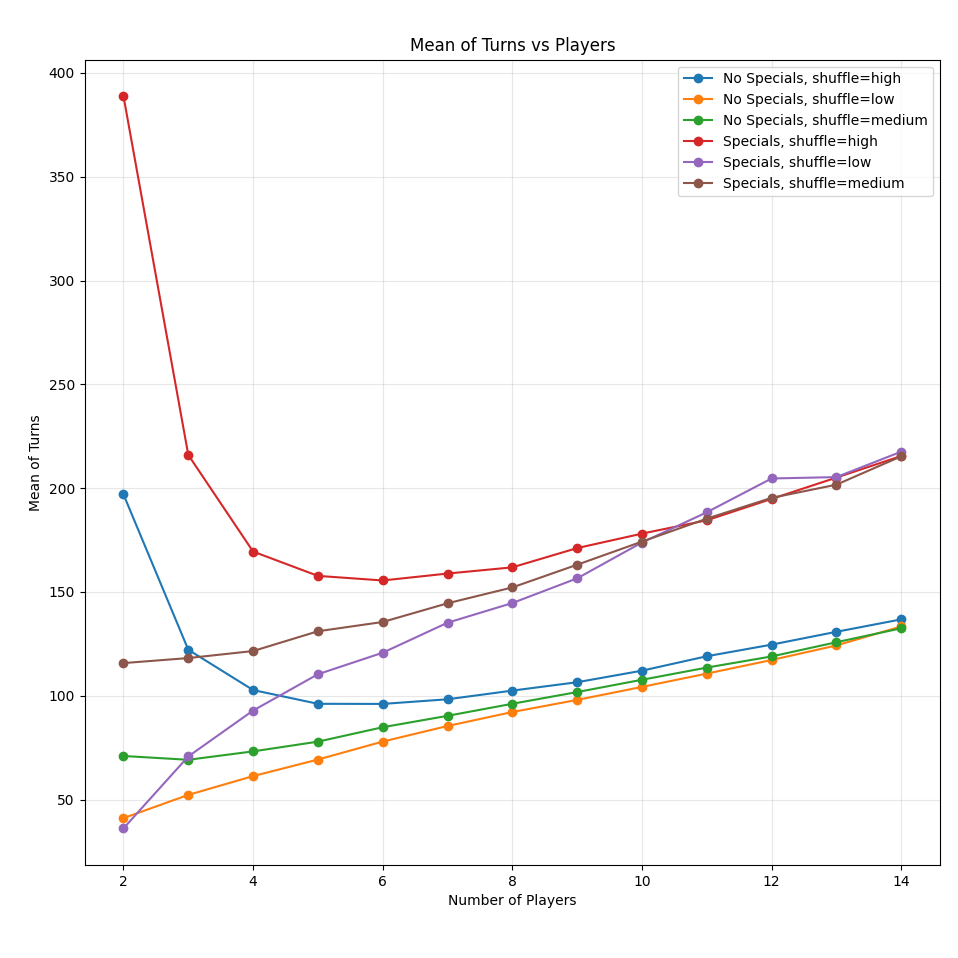 Mean of Turns vs Players
400
350
300
250
200
150
100
50
Mean of Turns
No Specials, shuffle=high
No Specials, shuffle=low
No Specials, shuffle=medium
Specials, shuffle=high
Specials, shuffle=low
Specials, shuffle=medium
2 4 6 8 10 12 14
Number of Players